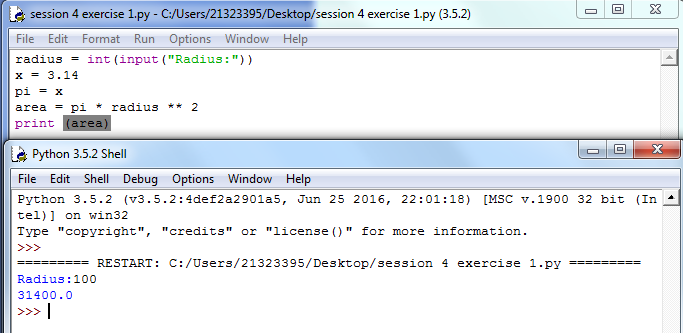 session 4 exercise 1.py - C:/Users/21323395/Desktop/session 4 exercise 1.py (3.5.2)
File Edit Format Run Options Window Help
radius = int(input("Radius:"))
x = 3.14
pi = x
area = pi * radius ** 2
print (area)
Python 3.5.2 Shell
File Edit Shell Debug Options Window Help
Python 3.5.2 (v3.5.2:4def2a2901a5, Jun 25 2016, 22:01:18) [MSC v.1900 32 bit (In
tel)] on win32
Type "copyright", "credits" or "license()" for more information.
>>>
========= RESTART: C:/Users/21323395/Desktop/session 4 exercise 1.py =========
Radius:100
31400.0
>>>